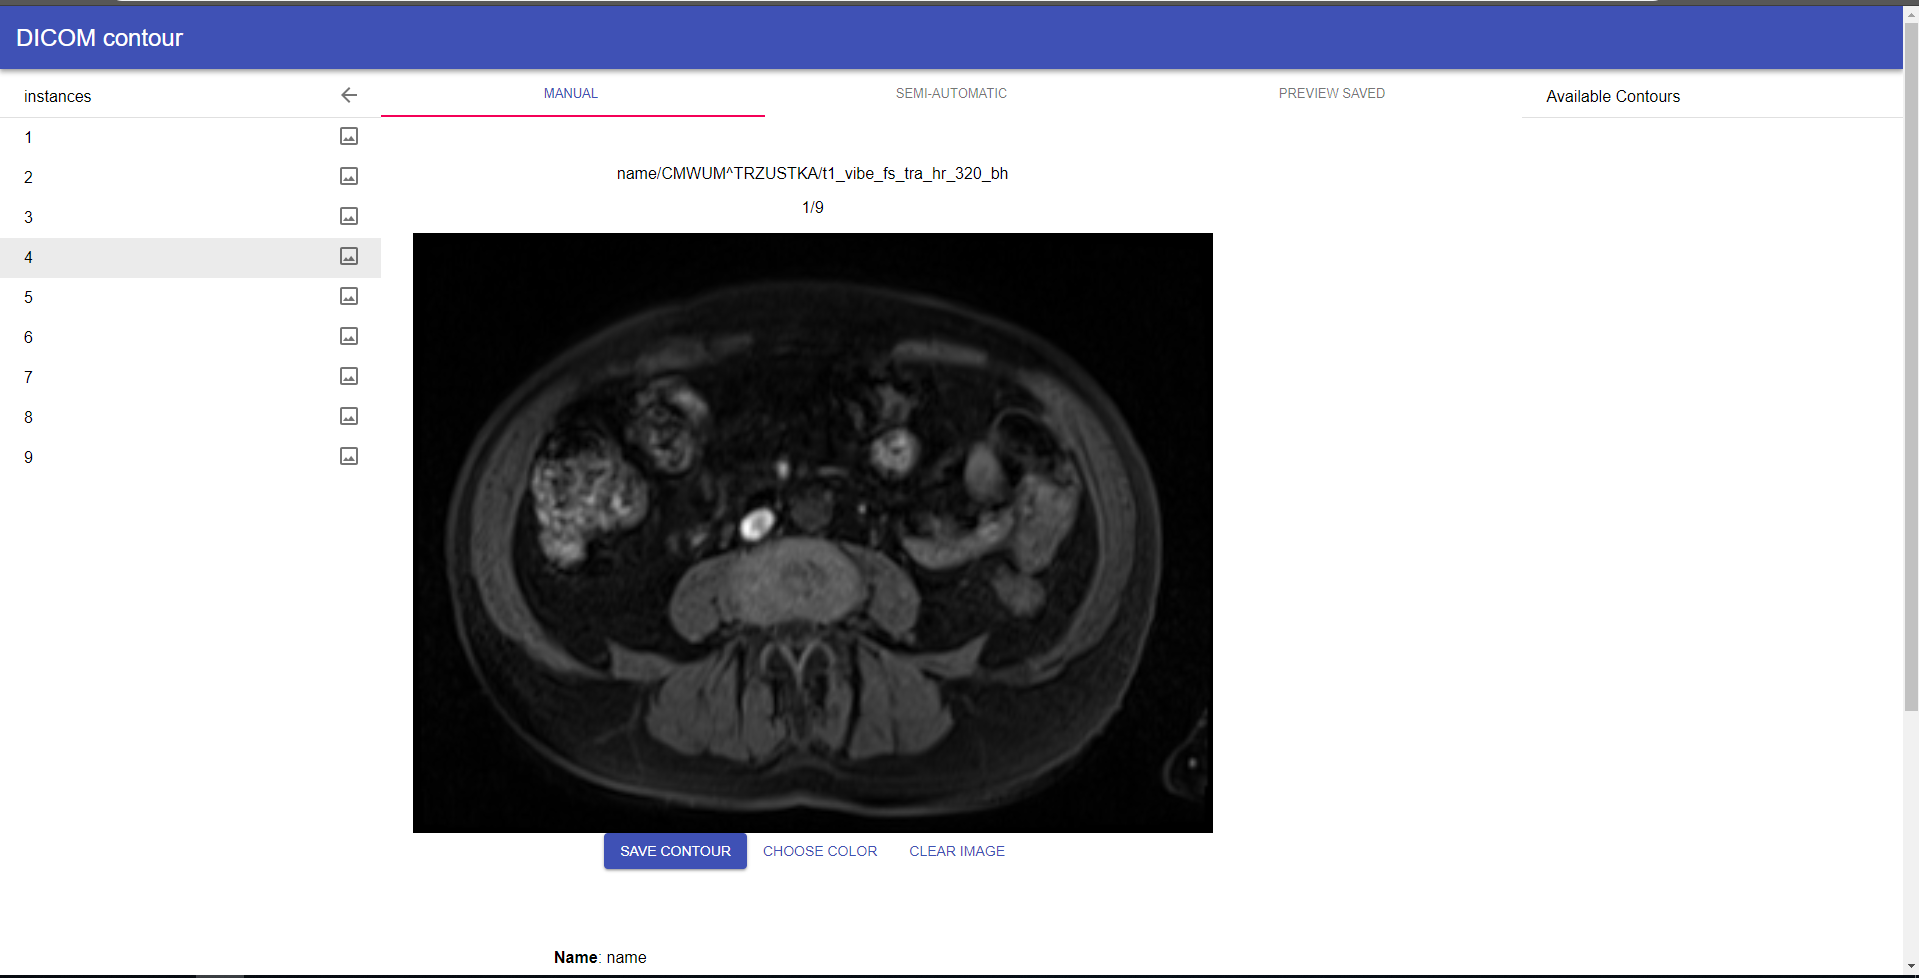 DICOM contour
instances
1
2
3
4
5
6
7
8
9
MANUAL
SEMI-AUTOMATIC
PREVIEW SAVED
name/CMWUM^TRZUSTKA/t1_vibe_fs_tra_hr_320_bh
1/9
SAVE CONTOUR
CHOOSE COLOR
CLEAR IMAGE
Name: name
Available Contours